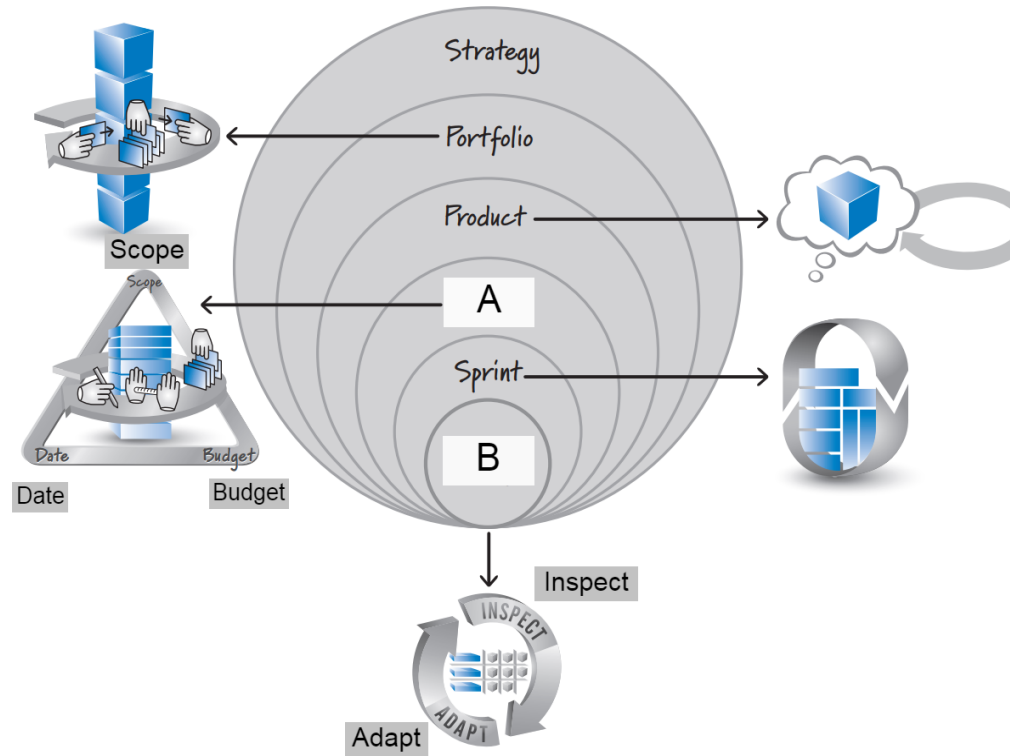 Strategy
Portfolio
Product
Scope
Scope
A
Sprint
B
Date
Budget
Date
Budget
Inspect
INSPECT
ADAPT
Adapt